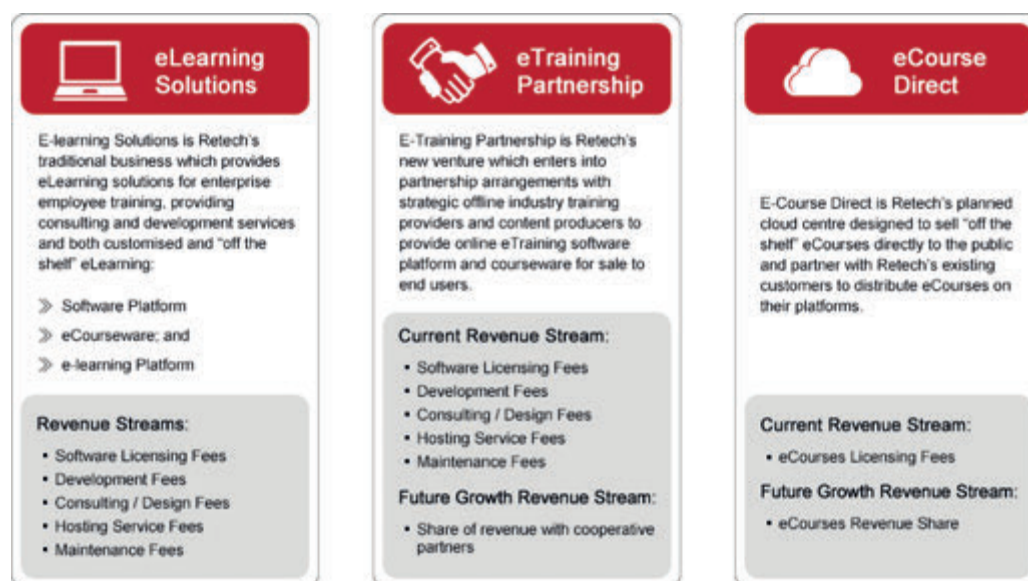 eLearning
Solutions
E-learning Solutions is Retech's
traditional business which provides
eLearning solutions for enterprise
employee training, providing
consulting and development services
and both customised and "off the
shelf" eLearning:
Software Platform
eCourseware; and
e-learning Platform
Revenue Streams:
• Software Licensing Fees
• Development Fees
• Consulting / Design Fees
• Hosting Service Fees
• Maintenance Fees
eTraining
Partnership
E-Training Partnership is Retech's
new venture which enters into
partnership arrangements with
strategic offline industry training
providers and content producers to
provide online eTraining software
platform and courseware for sale to
end users.
Current Revenue Stream:
• Software Licensing Fees
• Development Fees
• Consulting / Design Fees
• Hosting Service Fees
• Maintenance Fees
Future Growth Revenue Stream:
• Share of revenue with cooperative
partners
eCourse
Direct
E-Course Direct is Retech's planned
cloud centre designed to sell "off the
shelf" eCourses directly to the public
and partner with Retech's existing
customers to distribute eCourses on
their platforms.
Current Revenue Stream:
• eCourses Licensing Fees
Future Growth Revenue Stream:
• eCourses Revenue Share